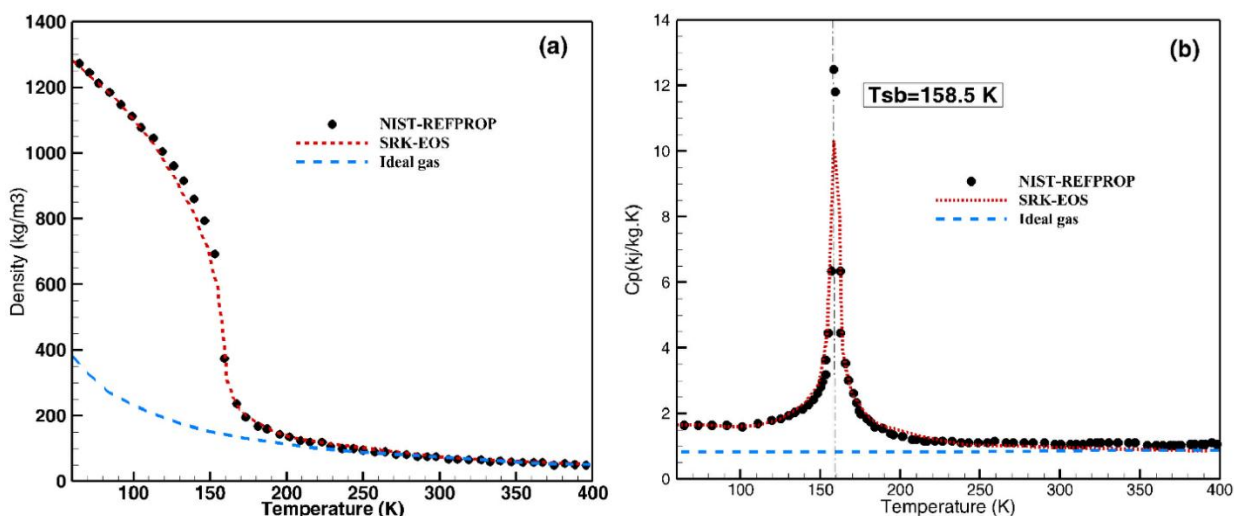 1400
1200
1000
800
600
400
200
0
Density (kg/m3)
(a)
NIST-REFPROP
SRK-EOS
Ideal gas
100
150
200
250
300
350
400
Temperature (K)
14
12
10
8
6
4
2
0
Cp(kj/kg.K)
(b)
Tsb=158.5 K
NIST-REFPROP
SRK-EOS
Ideal gas
100
150
200
250
300
350
400
Temperature (K)